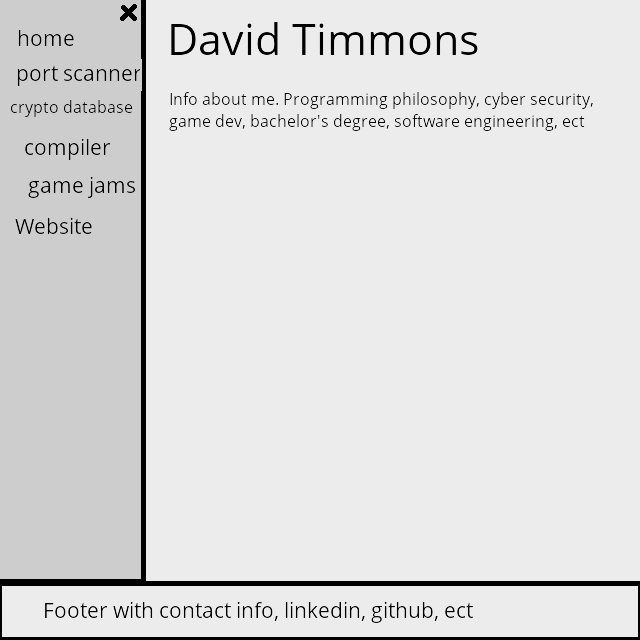 home
port scanner
crypto database
compiler
game jams
Website
David Timmons
Info about me. Programming philosophy, cyber security,
game dev, bachelor's degree, software engineering, ect
Footer with contact info, linkedin, github, ect